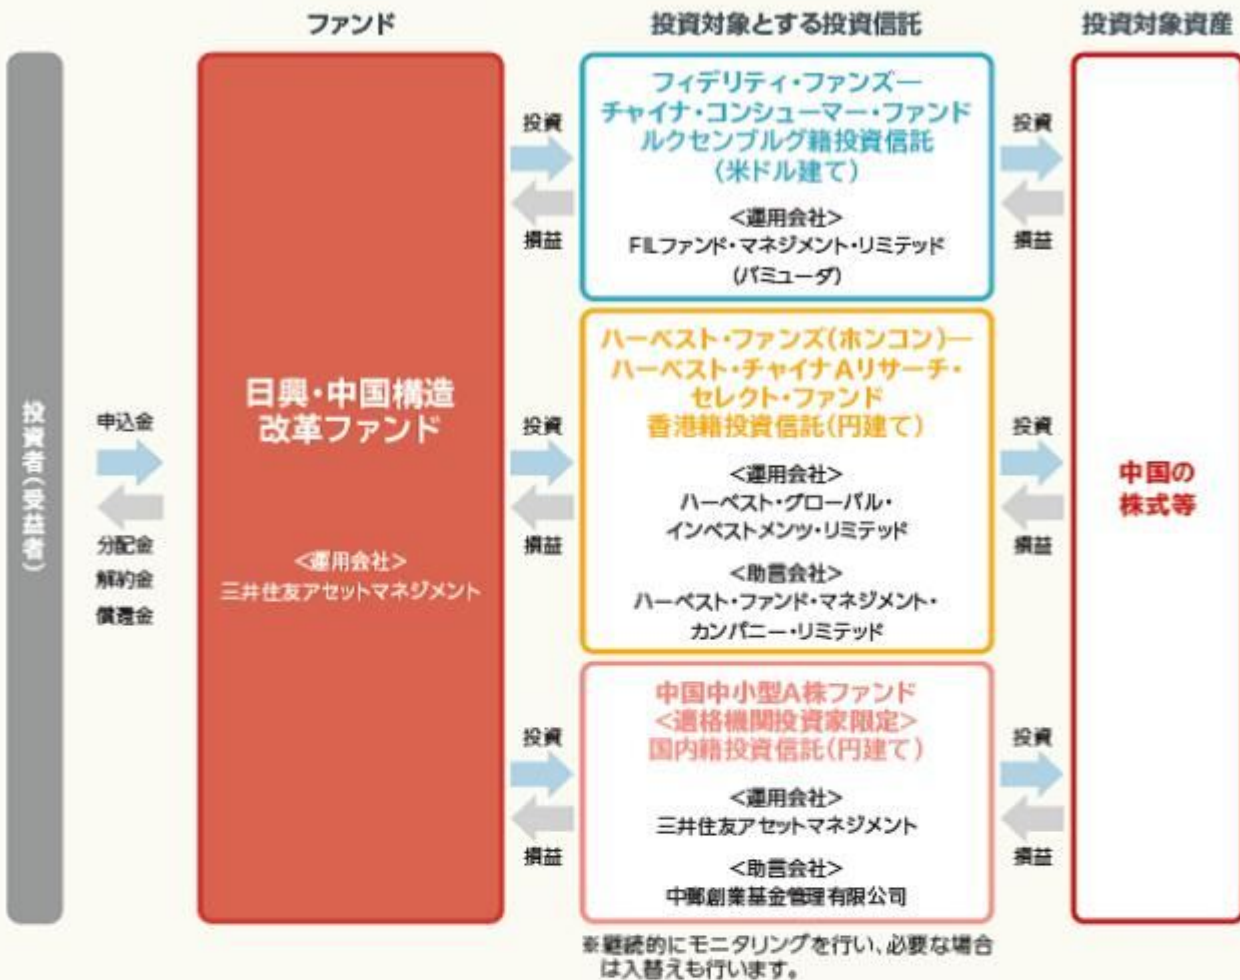 ファンド
投資対象とする投資信託
投資対象資産
投資者(受益者)
申込金
分配金
解約金
償還金
日興・中国構造
改革ファンド
<運用会社>
三井住友アセットマネジメント
投資
損益
フィデリティ・ファンズ―
チャイナ・コンシューマー・ファンド
ルクセンブルグ籍投資信託
(米ドル建て)
<運用会社>
FILファンド・マネジメント・リミテッド
(バミューダ)
投資
損益
投資
損益
ハーベスト・ファンズ(ホンコン)―
ハーベスト・チャイナAリサーチ・
セレクト・ファンド
香港籍投資信託(円建て)
<運用会社>
ハーベスト・グローバル・
インベストメンツ・リミテッド
<助言会社>
ハーベスト・ファンド・マネジメント・
カンパニー・リミテッド
投資
損益
投資
損益
中国中小型A株ファンド
<適格機関投資家限定>
国内籍投資信託(円建て)
<運用会社>
三井住友アセットマネジメント
<助言会社>
中郵創業基金管理有限公司
投資
損益
中国の
株式等
※継続的にモニタリングを行い、必要な場合
は入替えも行います。